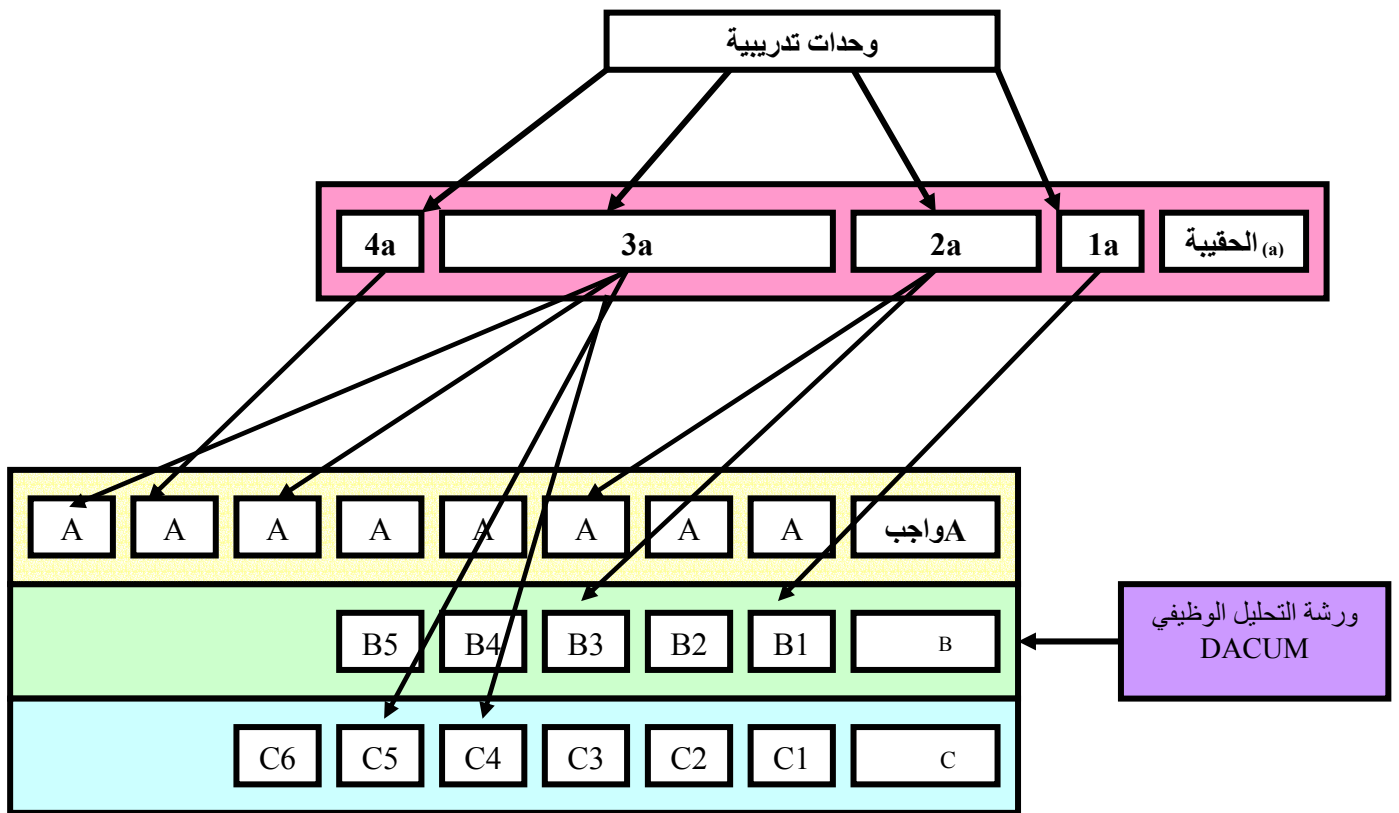 وحدات تدريبية
الحقيبة (a)
1a
2a
3a
4a
واجب A
A
A
A
A
A
A
A
A
B
B1
B2
B3
B4
B5
ورشة التحليل الوظيفي
DACUM
C
C1
C2
C3
C4
C5
C6